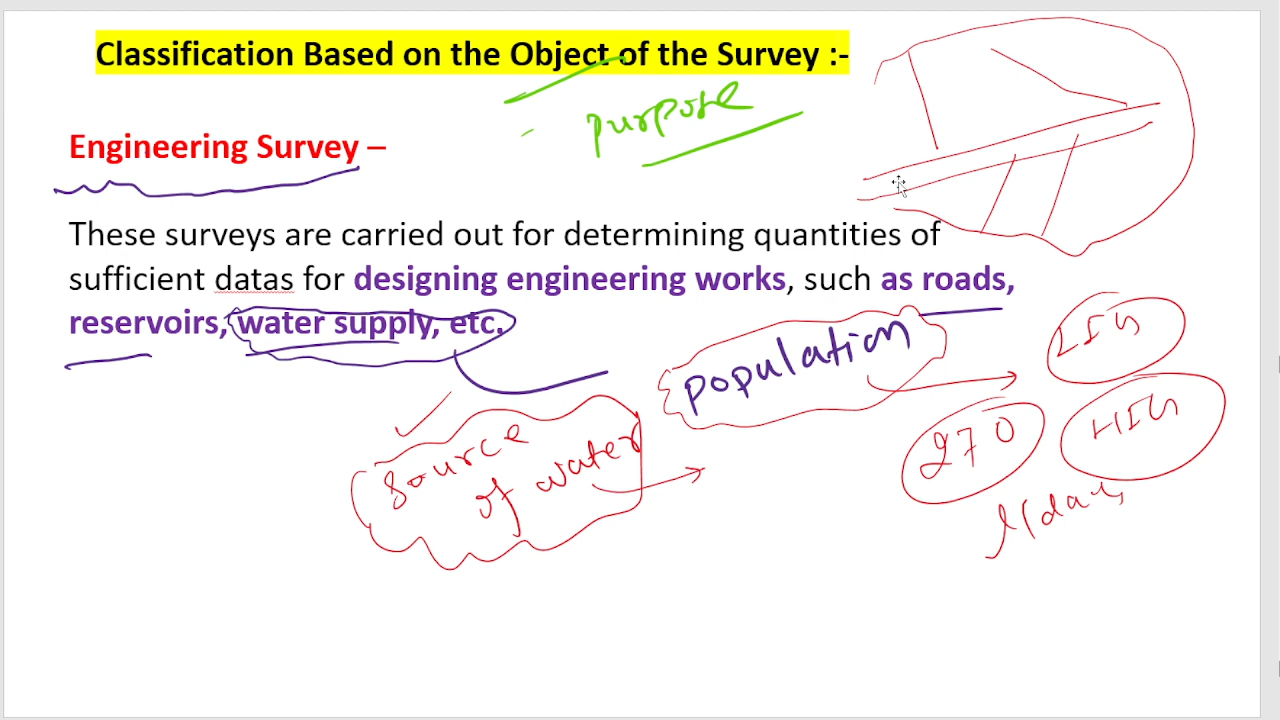 Classification Based on the Object of the Survey :-
purpose
Engineering Survey –
These surveys are carried out for determining quantities of
sufficient datas for designing engineering works, such as roads,
reservoirs, water supply, etc.
population
LIG
HIG
270
l/day
source
of water